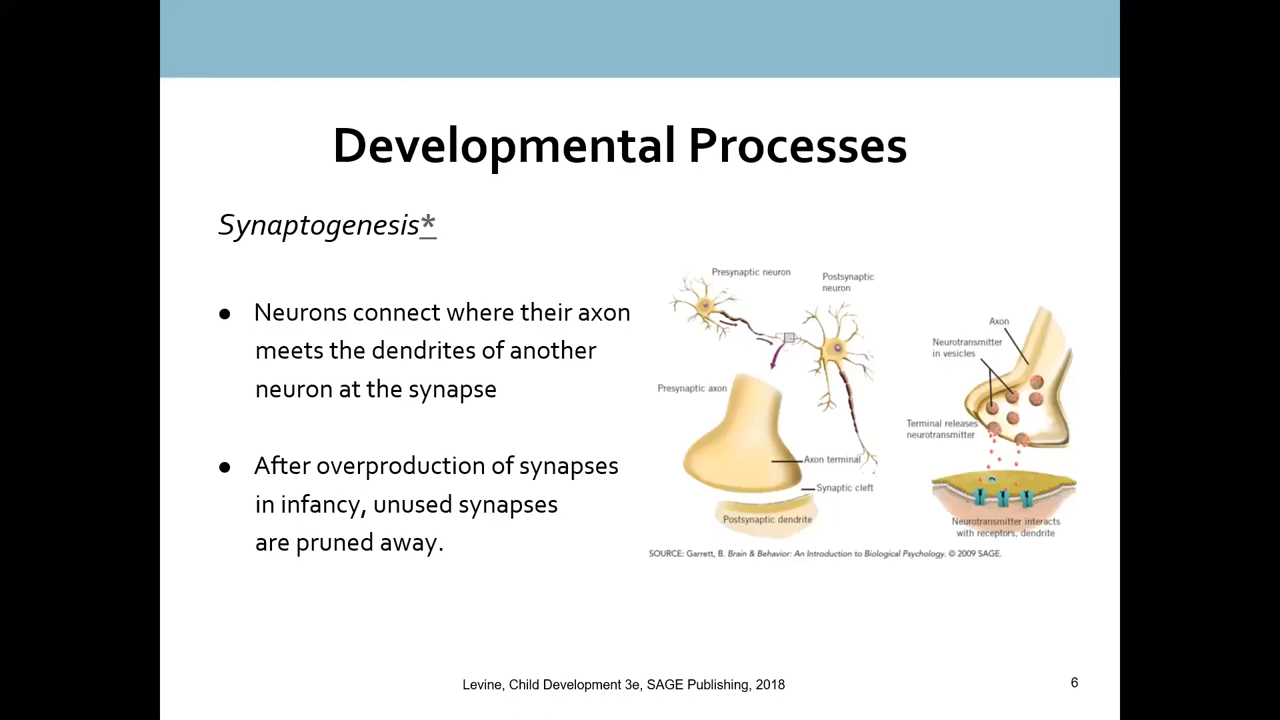 Developmental Processes
Synaptogenesis*
● Neurons connect where their axon
meets the dendrites of another
neuron at the synapse
● After overproduction of synapses
in infancy, unused synapses
are pruned away.
Presynaptic neuron
Postsynaptic
neuron
Presynaptic axon
Axon terminal
Synaptic cleft
Postsynaptic dendrite
Axon
Neurotransmitter
in vesicles
Terminal releases
neurotransmitter
Neurotransmitter interacts
with receptors, dendrite
SOURCE: Garrett, B. Brain & Behavior: An Introduction to Biological Psychology. © 2009 SAGE.
Levine, Child Development 3e, SAGE Publishing, 2018
6